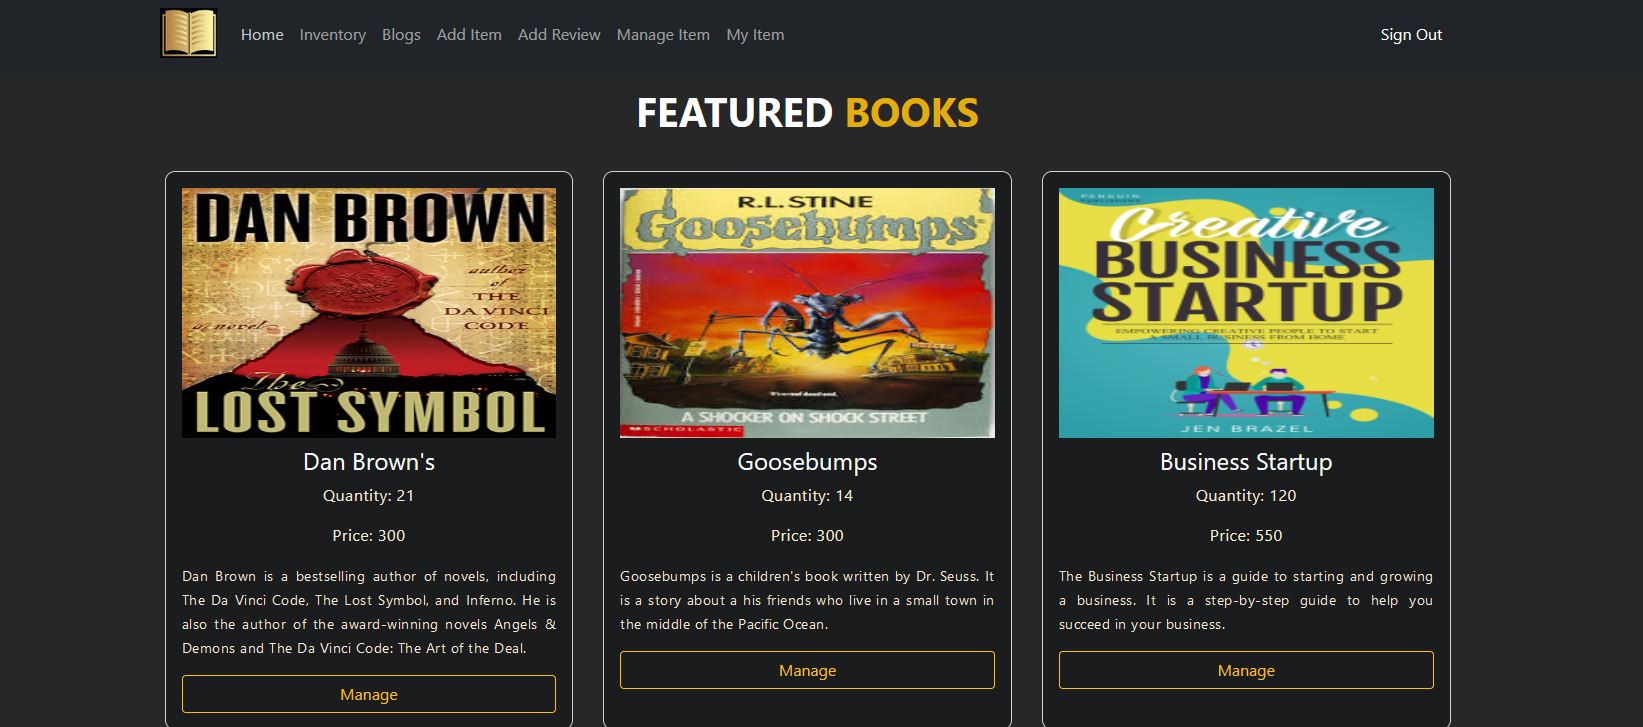 Home Inventory Blogs Add Item Add Review Manage Item My Item Sign Out
FEATURED BOOKS
DAN BROWN
author
of
THE
DA VINCI
CODE
a novel
The
LOST SYMBOL
Dan Brown's
Quantity: 21
Price: 300
Dan Brown is a bestselling author of novels, including
The Da Vinci Code, The Lost Symbol, and Inferno. He is
also the author of the award-winning novels Angels &
Demons and The Da Vinci Code: The Art of the Deal.
Manage
R.L. STINE
Goosebumps
A SHOCKER ON SHOCK STREET
SCHOLASTIC
Goosebumps
Quantity: 14
Price: 300
Goosebumps is a children's book written by Dr. Seuss. It
is a story about a his friends who live in a small town in
the middle of the Pacific Ocean.
Manage
PENGUIN
Creative
BUSINESS
STARTUP
EMPOWERING CREATIVE PEOPLE TO START
A SMALL BUSINESS FROM HOME
JEN BRAZEL
Business Startup
Quantity: 120
Price: 550
The Business Startup is a guide to starting and growing
a business. It is a step-by-step guide to help you
succeed in your business.
Manage